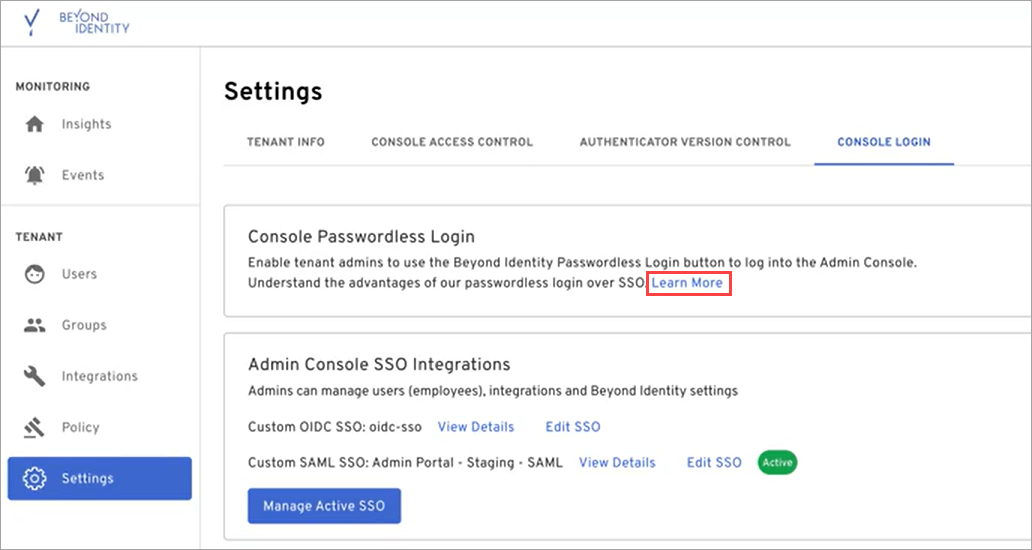 BEYOND
IDENTITY
MONITORING
Insights
Events
TENANT
Users
Groups
Integrations
Policy
Settings
Settings
TENANT INFO CONSOLE ACCESS CONTROL AUTHENTICATOR VERSION CONTROL CONSOLE LOGIN
Console Passwordless Login
Enable tenant admins to use the Beyond Identity Passwordless Login button to log into the Admin Console.
Understand the advantages of our passwordless login over SSO. Learn More
Admin Console SSO Integrations
Admins can manage users (employees), integrations and Beyond Identity settings
Custom OIDC SSO: oidc-sso View Details Edit SSO
Custom SAML SSO: Admin Portal - Staging - SAML View Details Edit SSO Active
Manage Active SSO